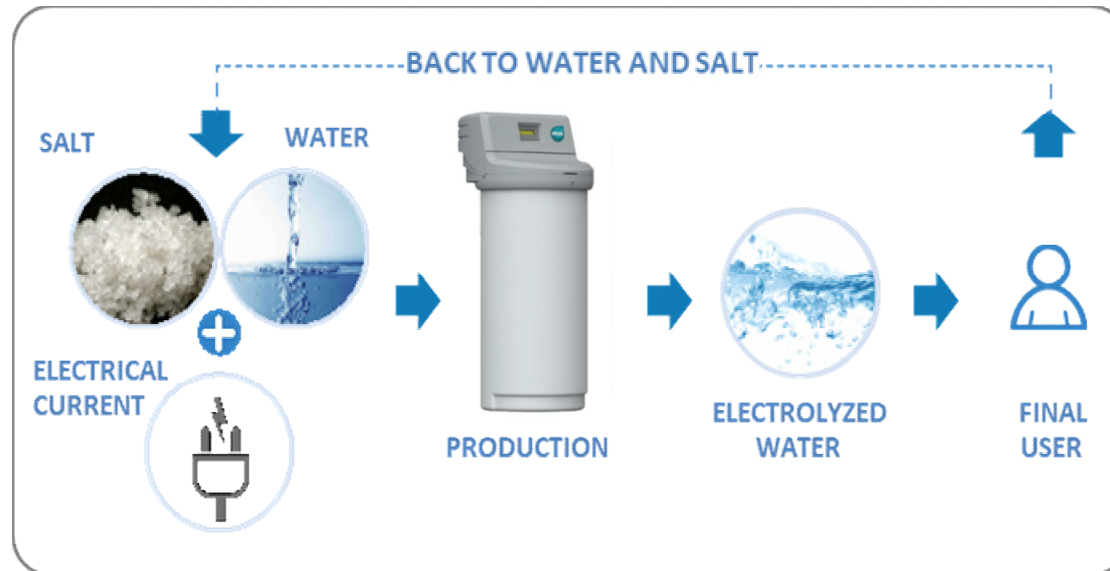 BACK TO WATER AND SALT
SALT
WATER
ELECTRICAL
CURRENT
PRODUCTION
ELECTROLYZED
WATER
FINAL
USER